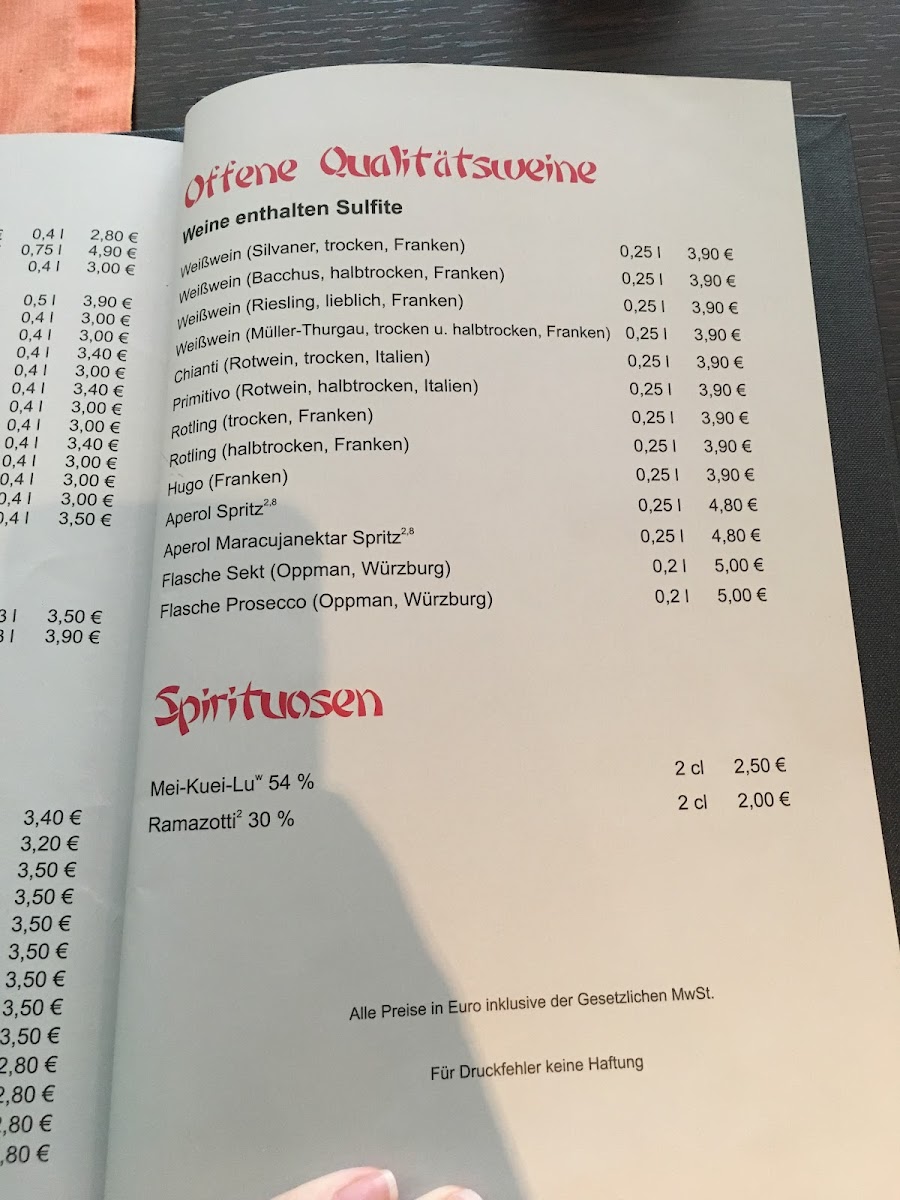 0,4 l 2,80 €
0,75 l 4,90 €
0,4 l 3,00 €
0,5 l 3,90 €
0,4 l 3,00 €
0,4 l 3,00 €
0,4 l 3,40 €
0,4 l 3,00 €
0,4 l 3,40 €
0,4 l 3,00 €
0,4 l 3,00 €
0,4 l 3,40 €
0,4 l 3,00 €
0,4 l 3,00 €
0,4 l 3,00 €
0,4 l 3,50 €
3 l 3,50 €
3 l 3,90 €
3,40 €
3,20 €
3,50 €
3,50 €
3,50 €
3,50 €
3,50 €
3,50 €
3,50 €
2,80 €
2,80 €
,80 €
,80 €
Offene Qualitätsweine
Weine enthalten Sulfite
Weißwein (Silvaner, trocken, Franken) 0,25 l 3,90 €
Weißwein (Bacchus, halbtrocken, Franken) 0,25 l 3,90 €
Weißwein (Riesling, lieblich, Franken) 0,25 l 3,90 €
Weißwein (Müller-Thurgau, trocken u. halbtrocken, Franken) 0,25 l 3,90 €
Chianti (Rotwein, trocken, Italien) 0,25 l 3,90 €
Primitivo (Rotwein, halbtrocken, Italien) 0,25 l 3,90 €
Rotling (trocken, Franken) 0,25 l 3,90 €
Rotling (halbtrocken, Franken) 0,25 l 3,90 €
Hugo (Franken) 0,25 l 3,90 €
Aperol Spritz2,8 0,25 l 4,80 €
Aperol Maracujanektar Spritz2,8 0,25 l 4,80 €
Flasche Sekt (Oppman, Würzburg) 0,2 l 5,00 €
Flasche Prosecco (Oppman, Würzburg) 0,2 l 5,00 €
Spirituosen
Mei-Kuei-Luw 54 % 2 cl 2,50 €
Ramazotti2 30 % 2 cl 2,00 €
Alle Preise in Euro inklusive der Gesetzlichen MwSt.
Für Druckfehler keine Haftung